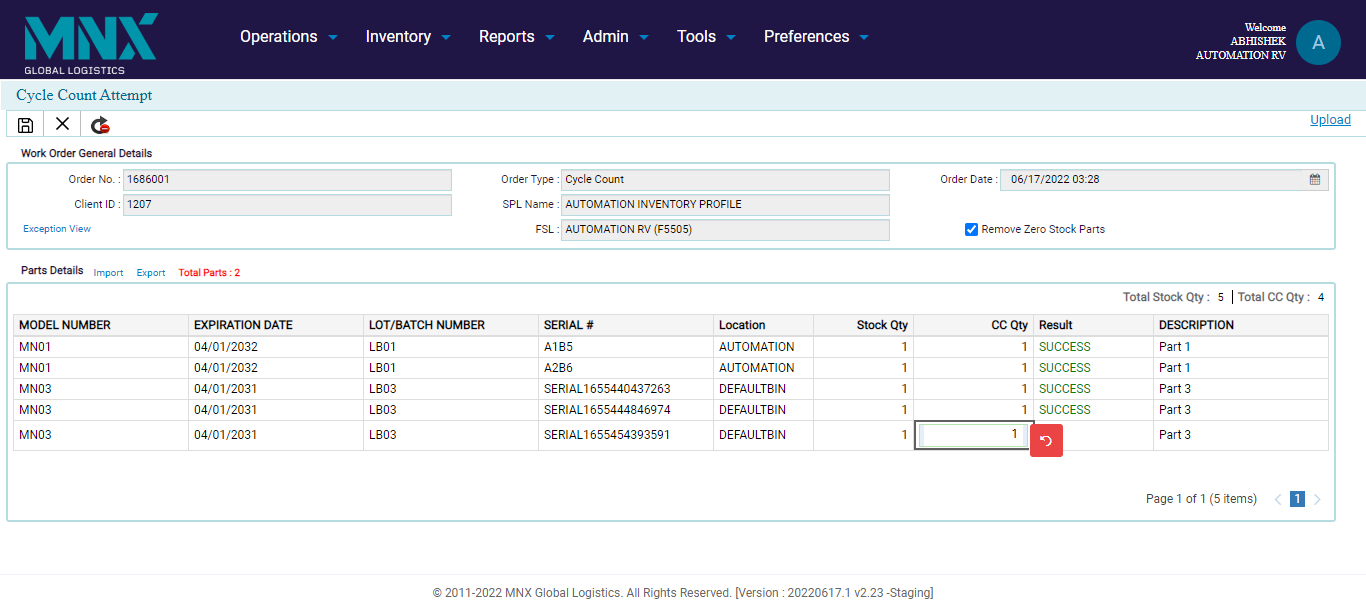 MNX
GLOBAL LOGISTICS
Operations Inventory Reports Admin Tools Preferences
Welcome
ABHISHEK
AUTOMATION RV
A
Cycle Count Attempt
Upload
Work Order General Details
Order No. : 1686001 Order Type : Cycle Count Order Date : 06/17/2022 03:28
Client ID : 1207 SPL Name : AUTOMATION INVENTORY PROFILE
Exception View FSL : AUTOMATION RV (F5505) Remove Zero Stock Parts
Parts Details Import Export Total Parts : 2
Total Stock Qty : 5 | Total CC Qty : 4
MODEL NUMBER EXPIRATION DATE LOT/BATCH NUMBER SERIAL # Location Stock Qty CC Qty Result DESCRIPTION
MN01 04/01/2032 LB01 A1B5 AUTOMATION 1 1 SUCCESS Part 1
MN01 04/01/2032 LB01 A2B6 AUTOMATION 1 1 SUCCESS Part 1
MN03 04/01/2031 LB03 SERIAL1655440437263 DEFAULTBIN 1 1 SUCCESS Part 3
MN03 04/01/2031 LB03 SERIAL1655444846974 DEFAULTBIN 1 1 SUCCESS Part 3
MN03 04/01/2031 LB03 SERIAL1655454393591 DEFAULTBIN 1 1 Part 3
Page 1 of 1 (5 items) 1
© 2011-2022 MNX Global Logistics. All Rights Reserved. [Version : 20220617.1 v2.23 -Staging]